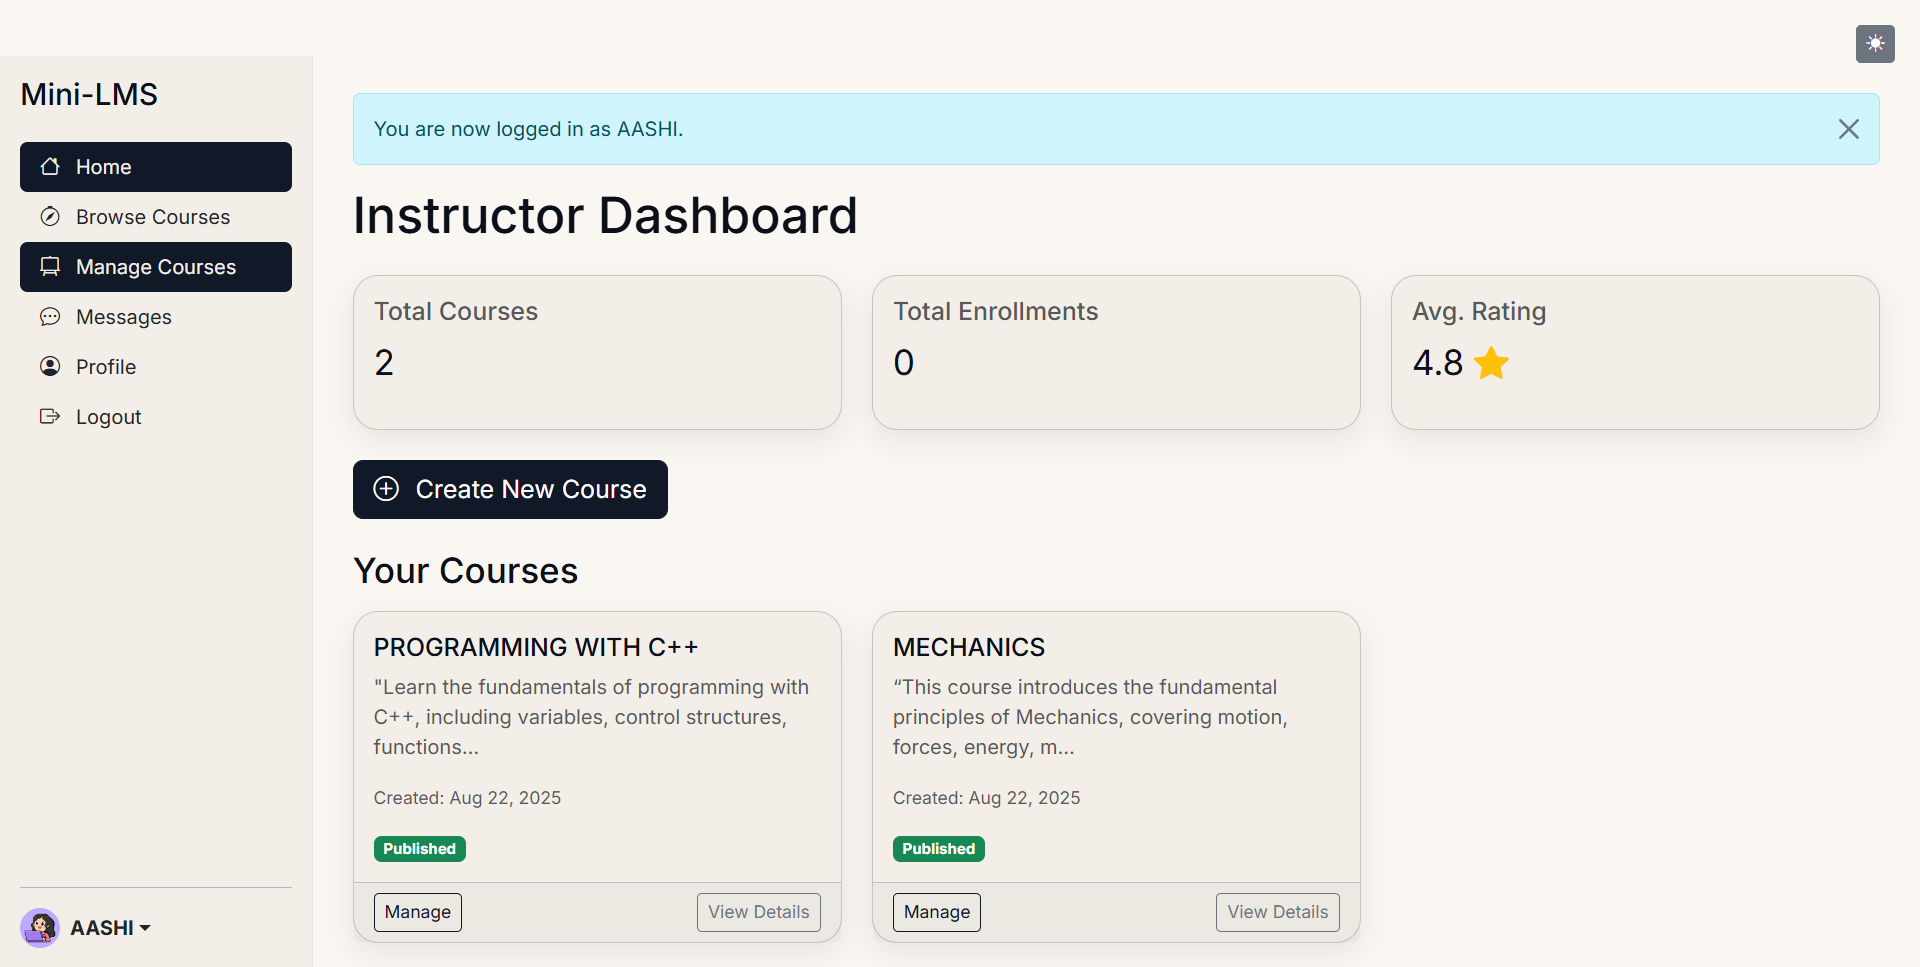 Mini-LMS
Home
Browse Courses
Manage Courses
Messages
Profile
Logout
AASHI
You are now logged in as AASHI.
Instructor Dashboard
Total Courses
2
Total Enrollments
0
Avg. Rating
4.8
Create New Course
Your Courses
PROGRAMMING WITH C++
"Learn the fundamentals of programming with
C++, including variables, control structures,
functions...
Created: Aug 22, 2025
Published
Manage
View Details
MECHANICS
“This course introduces the fundamental
principles of Mechanics, covering motion,
forces, energy, m...
Created: Aug 22, 2025
Published
Manage
View Details